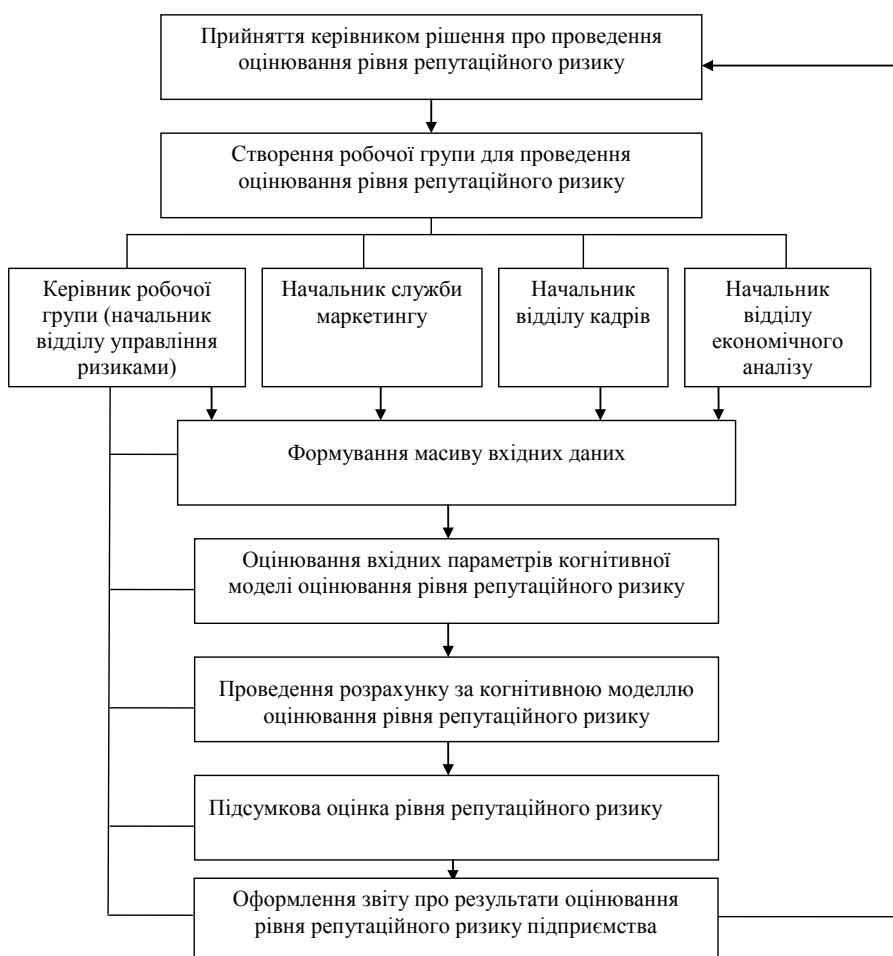 Прийняття керівником рішення про проведення
оцінювання рівня репутаційного ризику
Створення робочої групи для проведення
оцінювання рівня репутаційного ризику
Керівник робочої
групи (начальник
відділу управління
ризиками)
Начальник служби
маркетингу
Начальник
відділу кадрів
Начальник
відділу
економічного
аналізу
Формування масиву вхідних даних
Оцінювання вхідних параметрів когнітивної
моделі оцінювання рівня репутаційного ризику
Проведення розрахунку за когнітивною моделлю
оцінювання рівня репутаційного ризику
Підсумкова оцінка рівня репутаційного ризику
Оформлення звіту про результати оцінювання
рівня репутаційного ризику підприємства